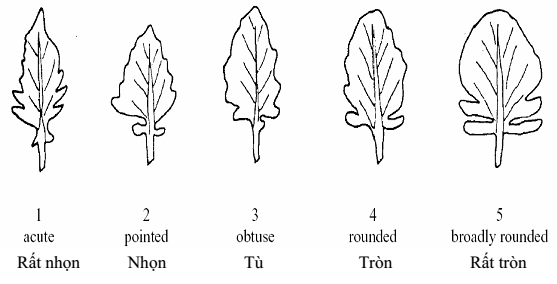 1 2 3 4 5
acute pointed obtuse rounded broadly rounded
Rất nhọn Nhọn Tù Tròn Rất tròn